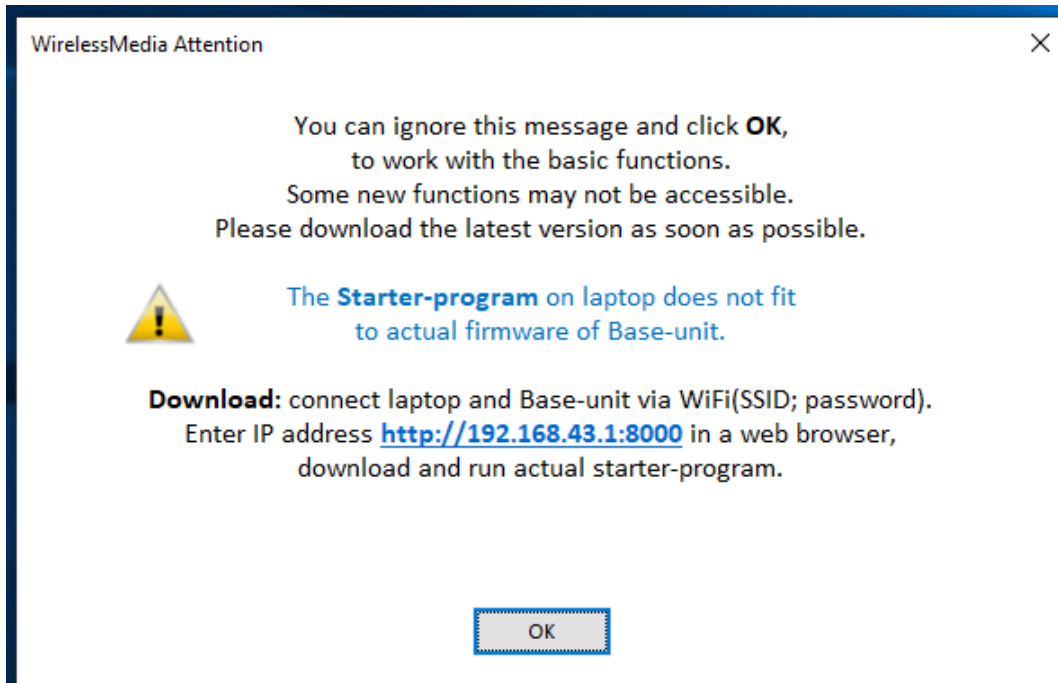 WirelessMedia Attention
You can ignore this message and click OK,
to work with the basic functions.
Some new functions may not be accessible.
Please download the latest version as soon as possible.
The Starter-program on laptop does not fit
to actual firmware of Base-unit.
Download: connect laptop and Base-unit via WiFi(SSID; password).
Enter IP address http://192.168.43.1:8000 in a web browser,
download and run actual starter-program.
OK